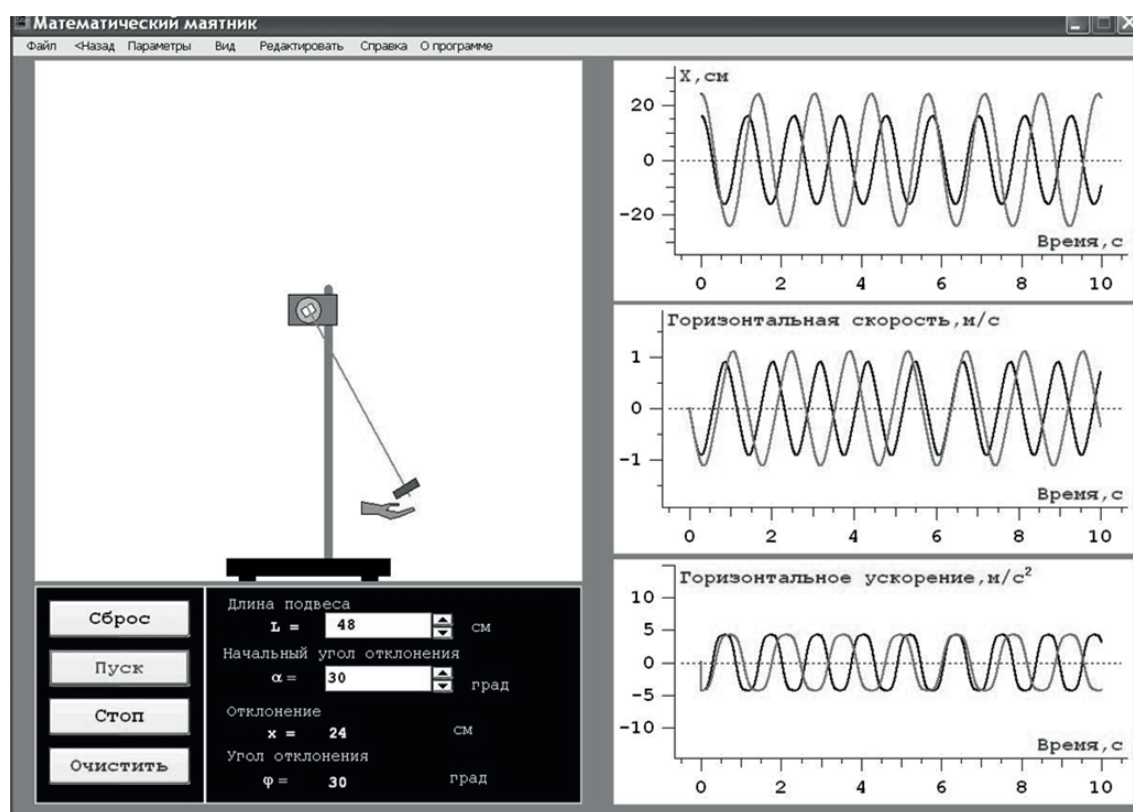 Математический маятник
Файл <Назад Параметры Вид Редактировать Справка О программе
X,см
20
0
-20
Время,с
0 2 4 6 8 10
Горизонтальная скорость,м/с
1
0
-1
Время,с
0 2 4 6 8 10
Горизонтальное ускорение,м/с²
10
5
0
-5
-10
Время,с
0 2 4 6 8 10
Сброс
Пуск
Стоп
Очистить
Длина подвеса
L = 48 см
Начальный угол отклонения
α = 30 град
Отклонение
x = 24 см
Угол отклонения
φ = 30 град